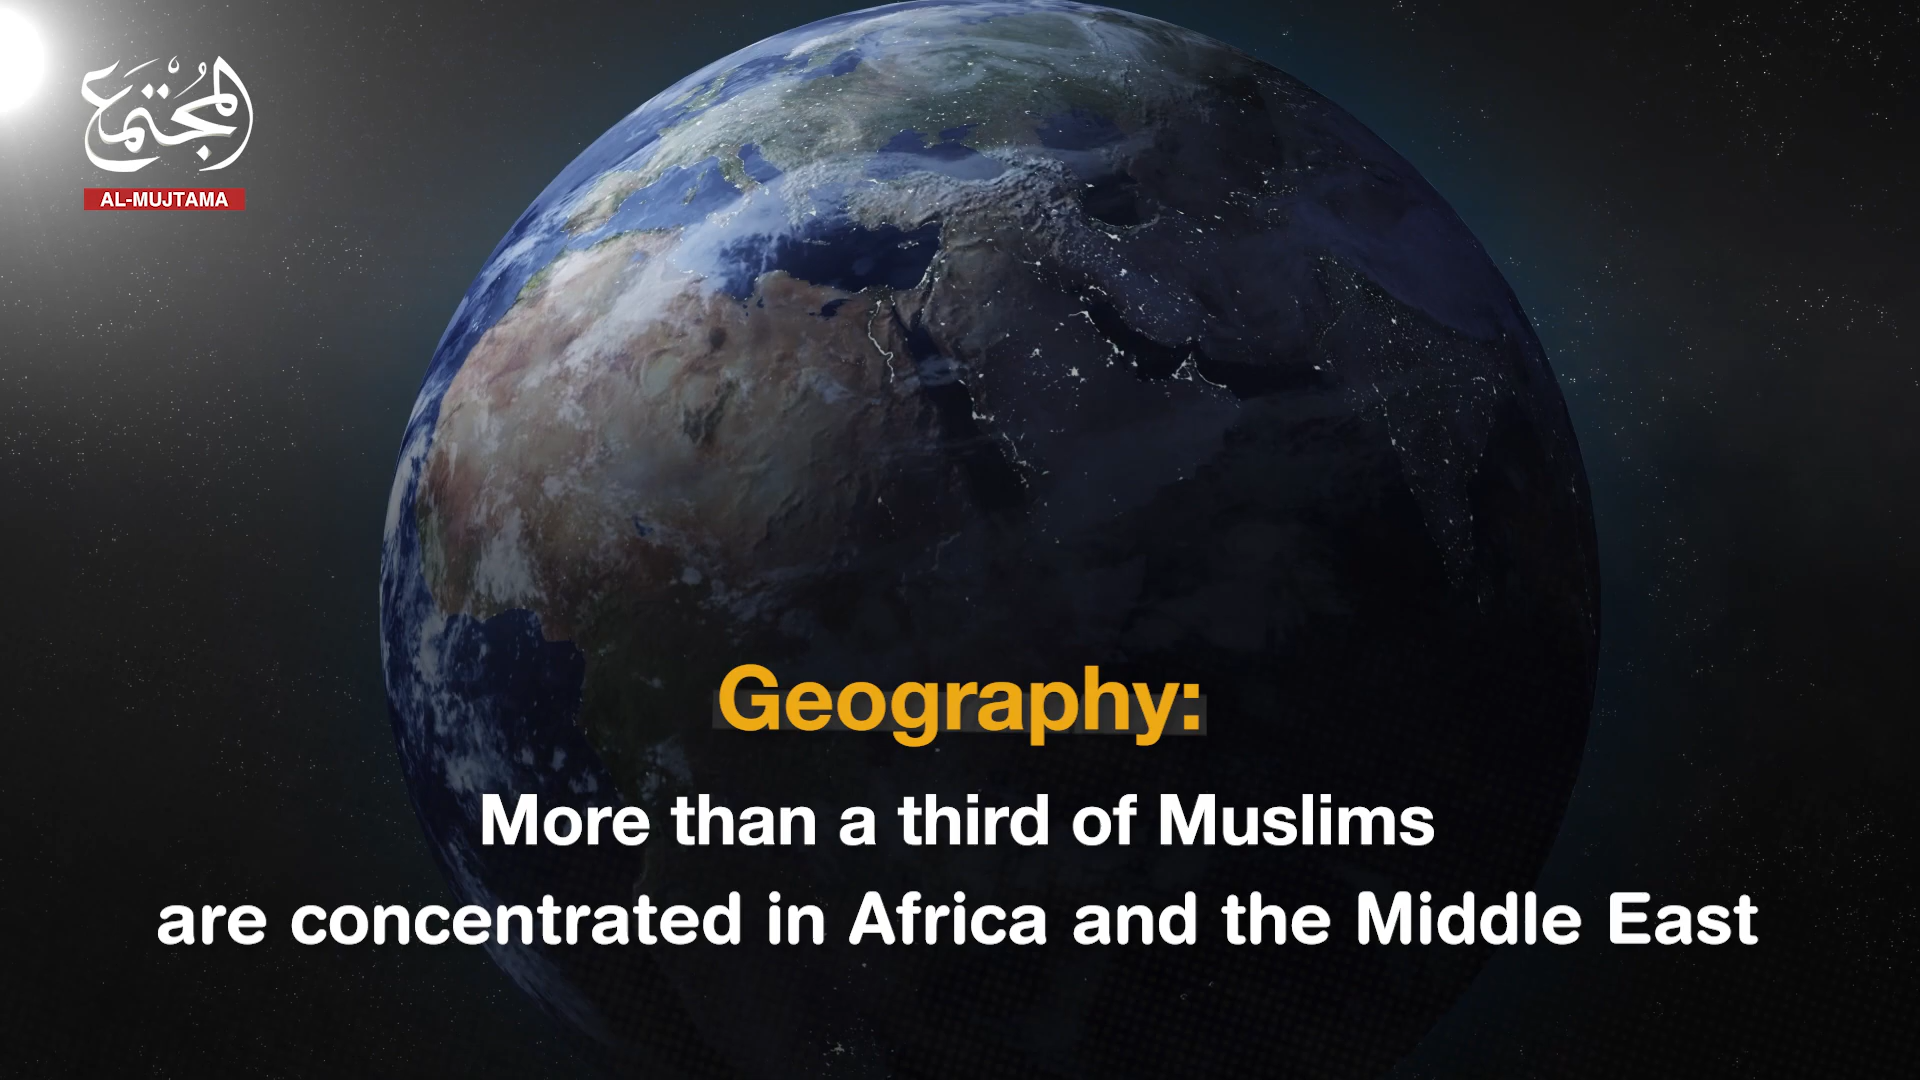 المجتمع
AL-MUJTAMA
Geography:
More than a third of Muslims
are concentrated in Africa and the Middle East